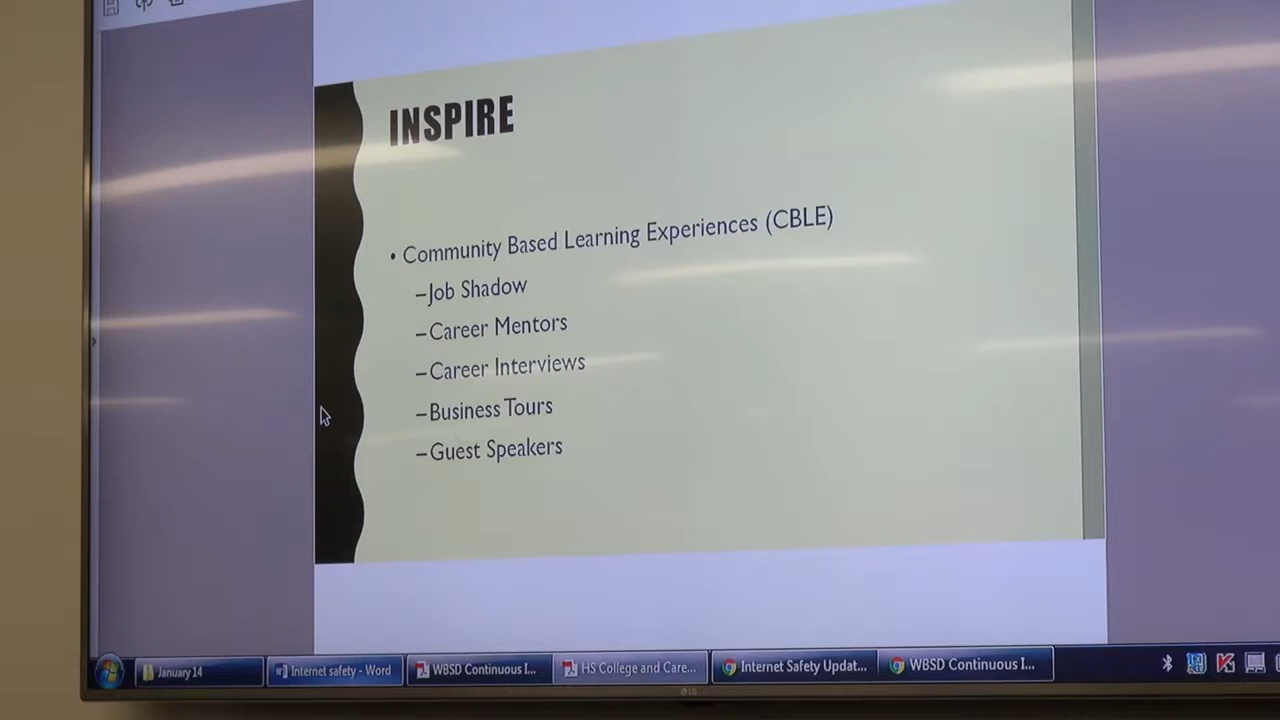 INSPIRE
• Community Based Learning Experiences (CBLE)
–Job Shadow
–Career Mentors
–Career Interviews
–Business Tours
–Guest Speakers
January 14
Internet safety - Word
WBSD Continuous I...
HS College and Care...
Internet Safety Updat...
WBSD Continuous I...
LG